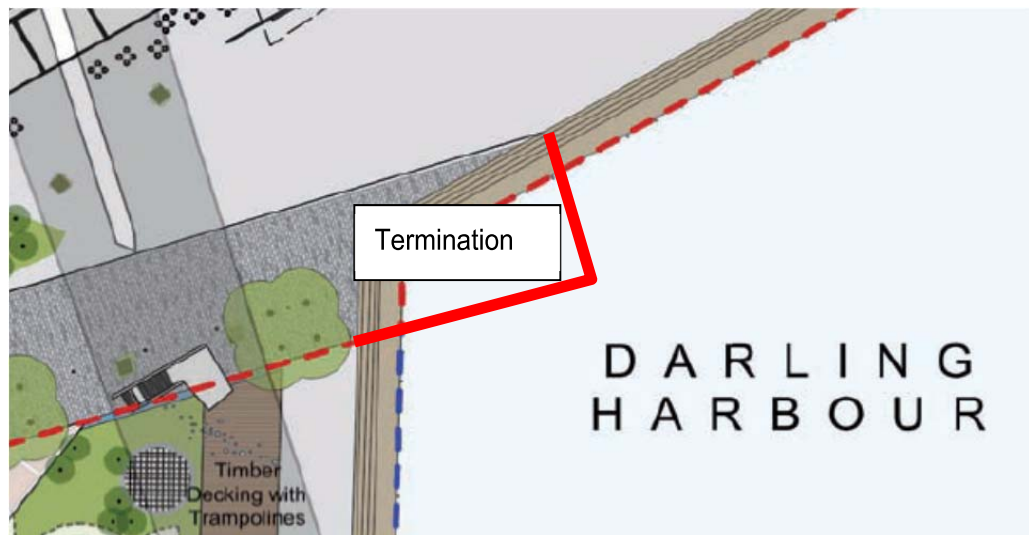 Termination
DARLING
HARBOUR
Timber
Decking with
Trampolines